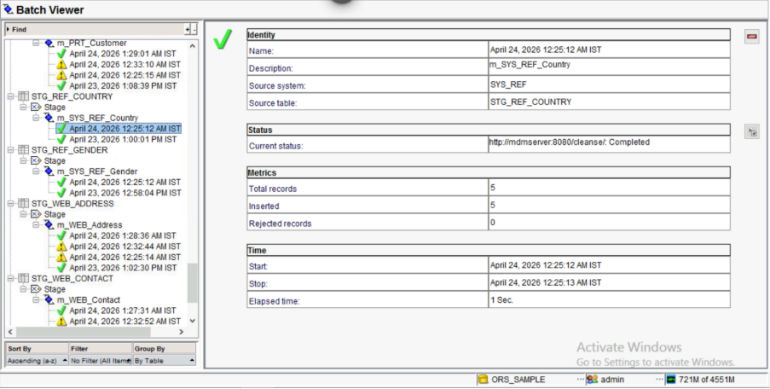 Batch Viewer
Find
m_PRT_Customer
April 24, 2026 1:29:01 AM IST
April 24, 2026 12:33:10 AM IST
April 24, 2026 12:25:15 AM IST
April 23, 2026 1:08:39 PM IST
STG_REF_COUNTRY
Stage
m_SYS_REF_Country
April 24, 2026 12:25:12 AM IST
April 23, 2026 1:00:01 PM IST
STG_REF_GENDER
Stage
m_SYS_REF_Gender
April 24, 2026 12:25:12 AM IST
April 23, 2026 12:58:04 PM IST
STG_WEB_ADDRESS
Stage
m_WEB_Address
April 24, 2026 1:28:36 AM IST
April 24, 2026 12:32:44 AM IST
April 24, 2026 12:25:14 AM IST
April 23, 2026 1:02:30 PM IST
STG_WEB_CONTACT
Stage
m_WEB_Contact
April 24, 2026 1:27:31 AM IST
April 24, 2026 12:32:52 AM IST
Sort By Filter Group By
Ascending (a-z) No Filter (All Items) By Table
Identity
Name: April 24, 2026 12:25:12 AM IST
Description: m_SYS_REF_Country
Source system: SYS_REF
Source table: STG_REF_COUNTRY
Status
Current status: http://mdmserver:8080/cleanse/: Completed
Metrics
Total records 5
Inserted 5
Rejected records 0
Time
Start: April 24, 2026 12:25:12 AM IST
Stop: April 24, 2026 12:25:13 AM IST
Elapsed time: 1 Sec.
Activate Windows
Go to Settings to activate Windows.
ORS_SAMPLE admin 721M of 4551M